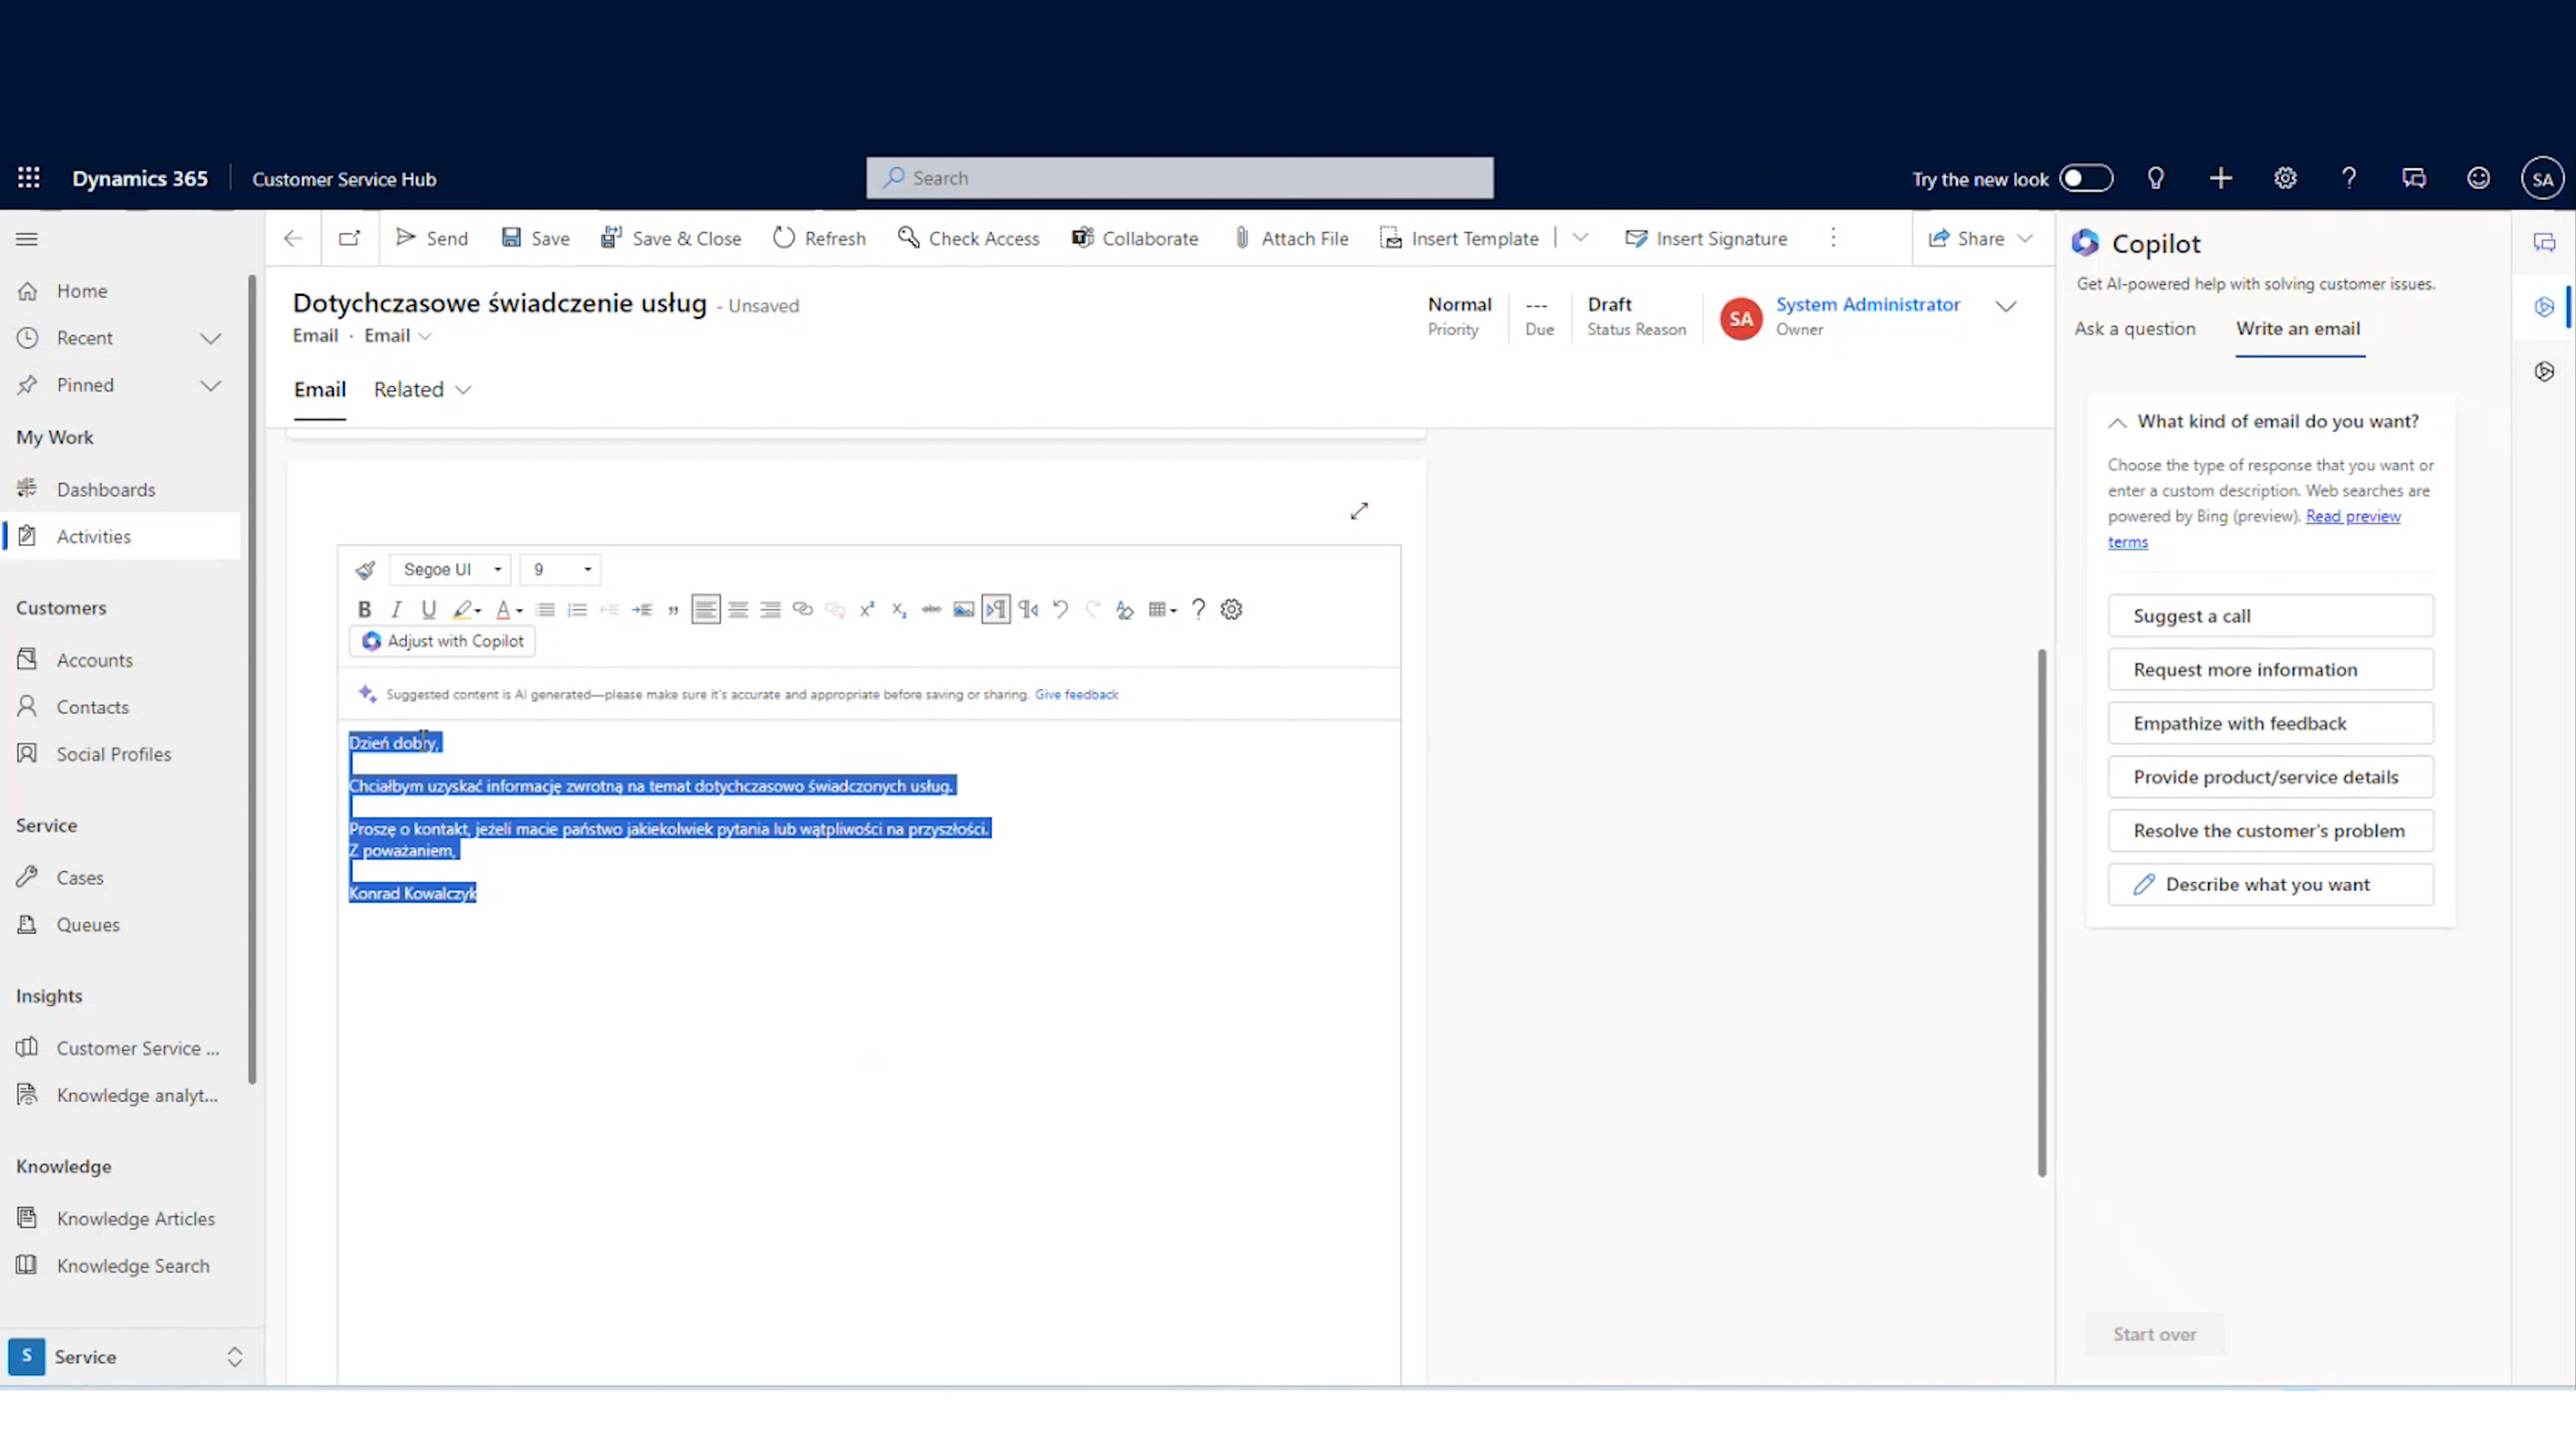 Dynamics 365
Customer Service Hub
Search
Try the new look
SA
Send
Save
Save & Close
Refresh
Check Access
Collaborate
Attach File
Insert Template
Insert Signature
Share
Home
Recent
Pinned
My Work
Dashboards
Activities
Customers
Accounts
Contacts
Social Profiles
Service
Cases
Queues
Insights
Customer Service ...
Knowledge analyt...
Knowledge
Knowledge Articles
Knowledge Search
S Service
Dotychczasowe świadczenie usług - Unsaved
Email · Email
Normal
Priority
---
Due
Draft
Status Reason
SA
System Administrator
Owner
Email
Related
Segoe UI
9
Adjust with Copilot
Suggested content is AI generated—please make sure it's accurate and appropriate before saving or sharing. Give feedback
Dzień dobry,
Chciałbym uzyskać informację zwrotną na temat dotychczasowo świadczonych usług.
Proszę o kontakt, jeżeli macie państwo jakiekolwiek pytania lub wątpliwości na przyszłości.
Z poważaniem,
Konrad Kowalczyk
Copilot
Get AI-powered help with solving customer issues.
Ask a question
Write an email
What kind of email do you want?
Choose the type of response that you want or
enter a custom description. Web searches are
powered by Bing (preview). Read preview
terms
Suggest a call
Request more information
Empathize with feedback
Provide product/service details
Resolve the customer's problem
Describe what you want
Start over